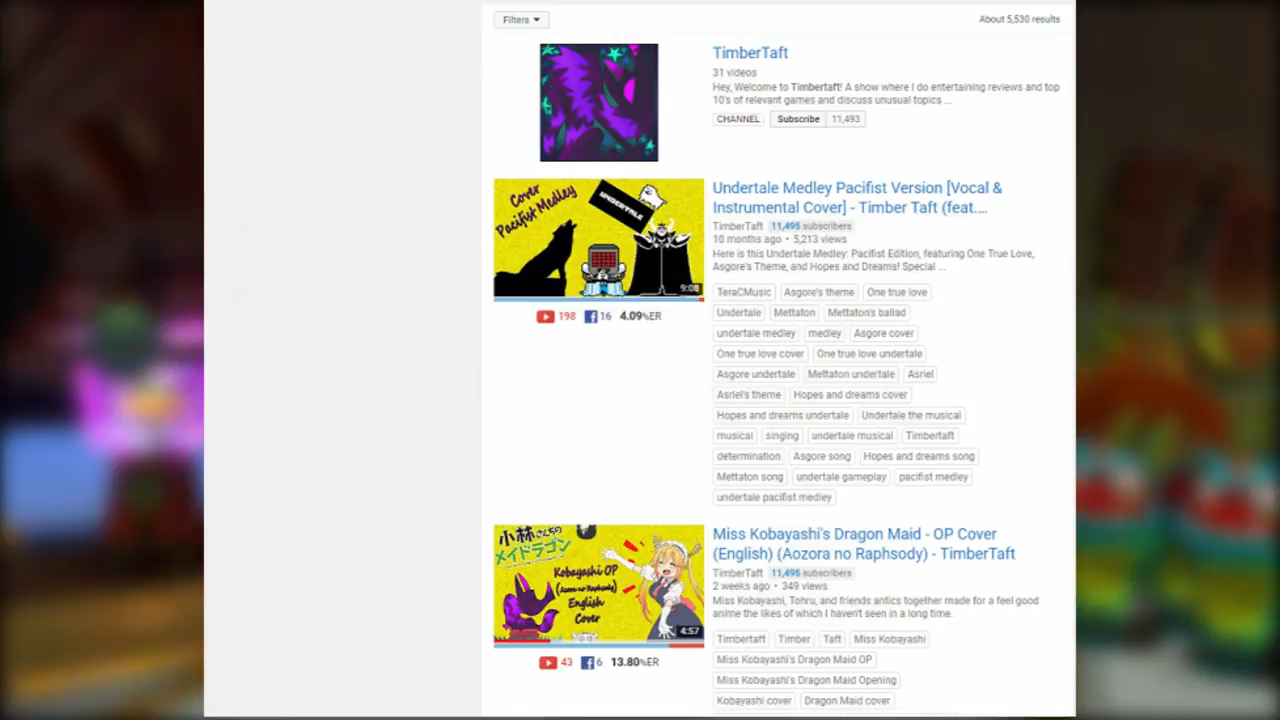 Filters
About 5,530 results
TimberTaft
31 videos
Hey, Welcome to Timbertaft! A show where I do entertaining reviews and top
10's of relevant games and discuss unusual topics ...
CHANNEL Subscribe 11,493
Cover
Pacifist Medley
UNDERTALE
9:08
198 16 4.09%ER
Undertale Medley Pacifist Version [Vocal &
Instrumental Cover] - Timber Taft (feat....
TimberTaft 11,495 subscribers
10 months ago • 5,213 views
Here is this Undertale Medley: Pacifist Edition, featuring One True Love,
Asgore's Theme, and Hopes and Dreams! Special ...
TeraCMusic Asgore's theme One true love
Undertale Mettaton Mettaton's ballad
undertale medley medley Asgore cover
One true love cover One true love undertale
Asgore undertale Mettaton undertale Asriel
Asriel's theme Hopes and dreams cover
Hopes and dreams undertale Undertale the musical
musical singing undertale musical Timbertaft
determination Asgore song Hopes and dreams song
Mettaton song undertale gameplay pacifist medley
undertale pacifist medley
小林さんちの
メイドラゴン
Kobayashi OP
(Aozora no Rhapsody)
English
Cover
4:57
43 6 13.80%ER
Miss Kobayashi's Dragon Maid - OP Cover
(English) (Aozora no Raphsody) - TimberTaft
TimberTaft 11,495 subscribers
2 weeks ago • 349 views
Miss Kobayashi, Tohru, and friends antics together made for a feel good
anime the likes of which I haven't seen in a long time.
Timbertaft Timber Taft Miss Kobayashi
Miss Kobayashi's Dragon Maid OP
Miss Kobayashi's Dragon Maid Opening
Kobayashi cover Dragon Maid cover